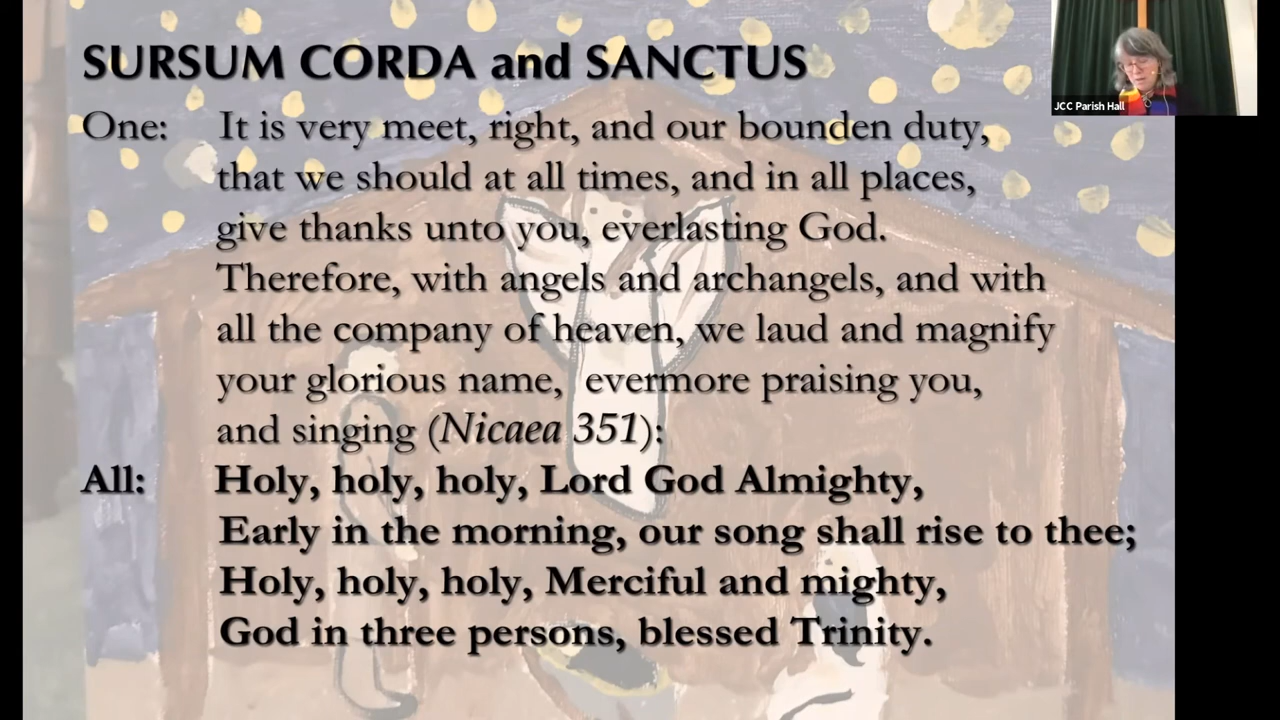 SURSUM CORDA and SANCTUS
JCC Parish Hall
One: It is very meet, right, and our bounden duty,
that we should at all times, and in all places,
give thanks unto you, everlasting God.
Therefore, with angels and archangels, and with
all the company of heaven, we laud and magnify
your glorious name, evermore praising you,
and singing (Nicaea 351):
All: Holy, holy, holy, Lord God Almighty,
Early in the morning, our song shall rise to thee;
Holy, holy, holy, Merciful and mighty,
God in three persons, blessed Trinity.